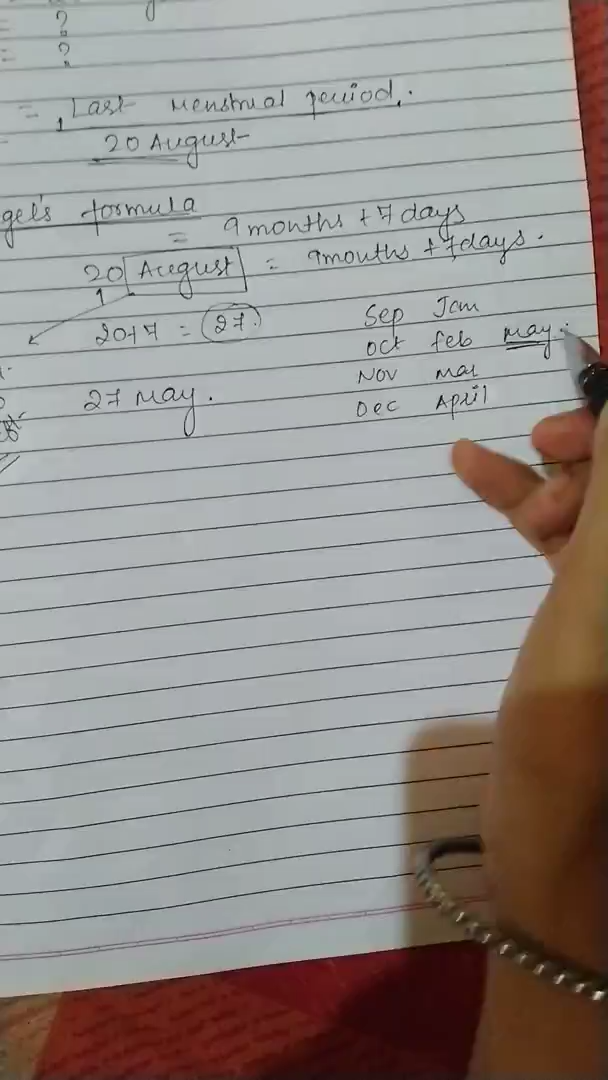 = ?
= ?
= Last menstrual period.
20 August
gel's formula
= 9 months + 7 days
20 August = 9 months + 7 days.
20+7 = 27.
Sep Jan
Oct feb May.
Nov mar
Dec April
27 may.